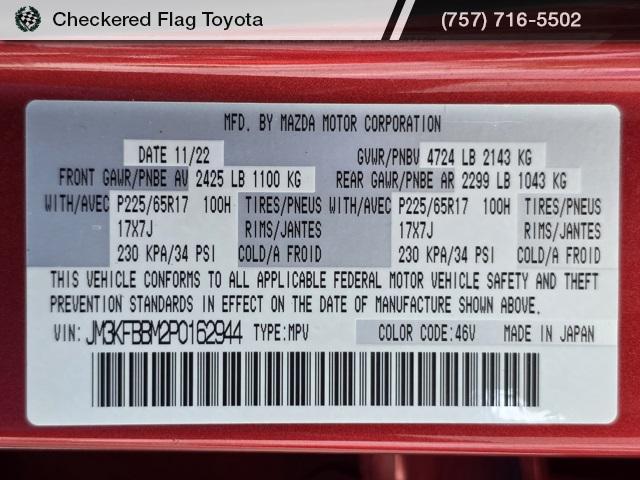 Checkered Flag Toyota
(757) 716-5502
MFD. BY MAZDA MOTOR CORPORATION
DATE 11/22 GVWR/PNBV 4724 LB 2143 KG
FRONT GAWR/PNBE AV 2425 LB 1100 KG REAR GAWR/PNBE AR 2299 LB 1043 KG
WITH/AVEC P225/65R17 100H TIRES/PNEUS WITH/AVEC P225/65R17 100H TIRES/PNEUS
17X7J RIMS/JANTES 17X7J RIMS/JANTES
230 KPA/34 PSI COLD/A FROID 230 KPA/34 PSI COLD/A FROID
THIS VEHICLE CONFORMS TO ALL APPLICABLE FEDERAL MOTOR VEHICLE SAFETY AND THEFT
PREVENTION STANDARDS IN EFFECT ON THE DATE OF MANUFACTURE SHOWN ABOVE.
VIN: JM3KFBBM2P0162944 TYPE:MPV COLOR CODE:46V MADE IN JAPAN